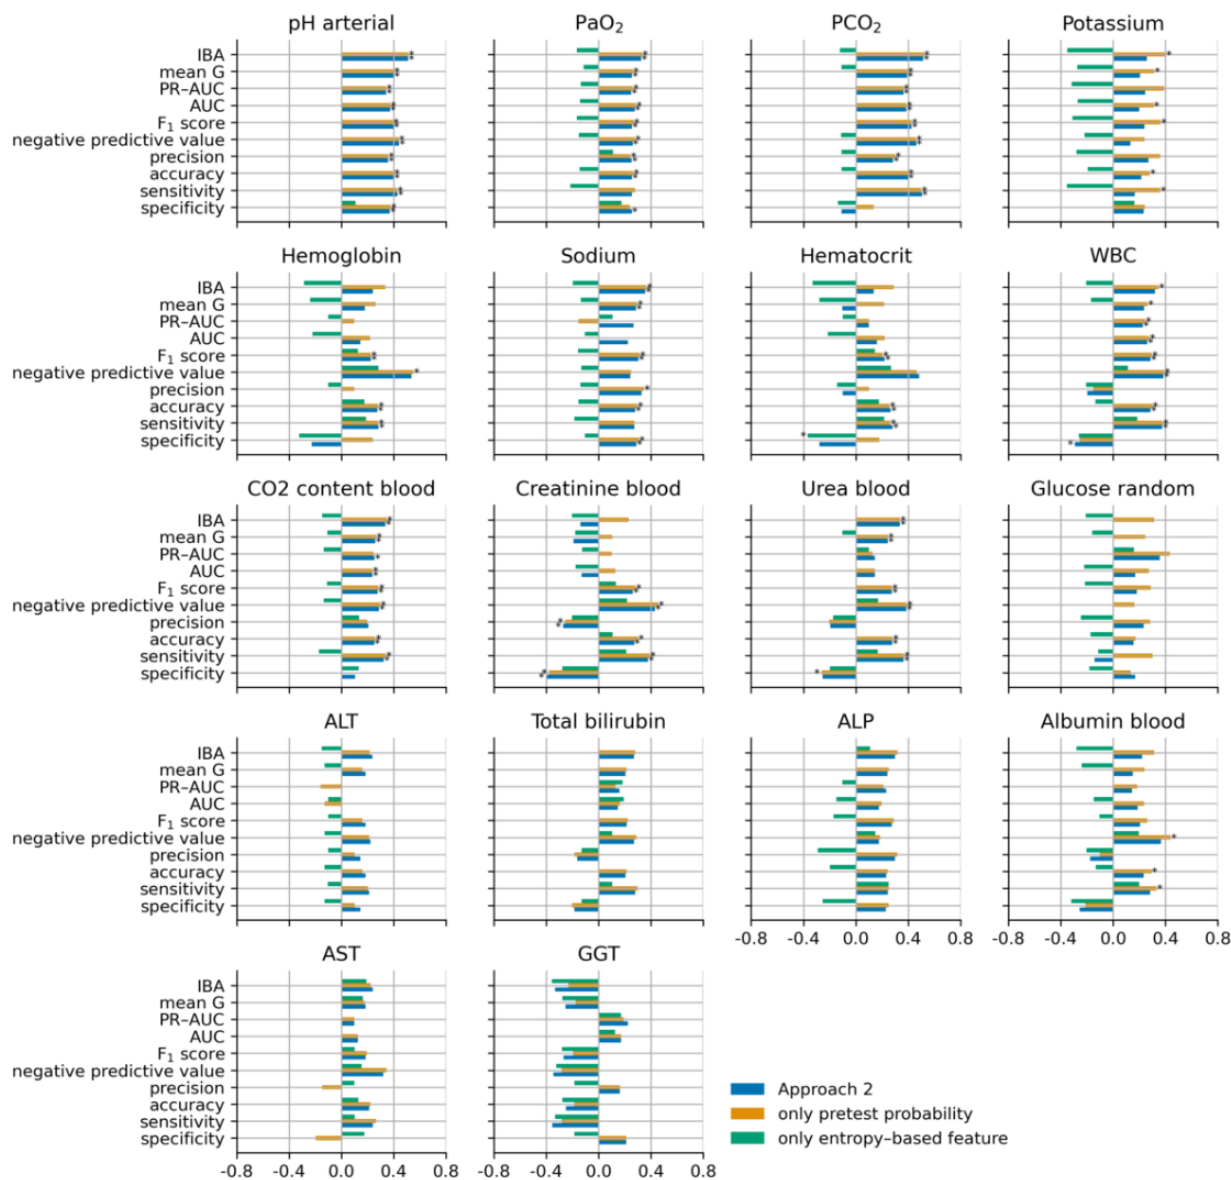 pH arterial
PaO2
PCO2
Potassium
IBA
mean G
PR–AUC
AUC
F1 score
negative predictive value
precision
accuracy
sensitivity
specificity
Hemoglobin
Sodium
Hematocrit
WBC
IBA
mean G
PR–AUC
AUC
F1 score
negative predictive value
precision
accuracy
sensitivity
specificity
CO2 content blood
Creatinine blood
Urea blood
Glucose random
IBA
mean G
PR–AUC
AUC
F1 score
negative predictive value
precision
accuracy
sensitivity
specificity
ALT
Total bilirubin
ALP
Albumin blood
IBA
mean G
PR–AUC
AUC
F1 score
negative predictive value
precision
accuracy
sensitivity
specificity
-0.8 -0.4 0.0 0.4 0.8
-0.8 -0.4 0.0 0.4 0.8
AST
GGT
IBA
mean G
PR–AUC
AUC
F1 score
negative predictive value
precision
accuracy
sensitivity
specificity
-0.8 -0.4 0.0 0.4 0.8
-0.8 -0.4 0.0 0.4 0.8
Approach 2
only pretest probability
only entropy–based feature